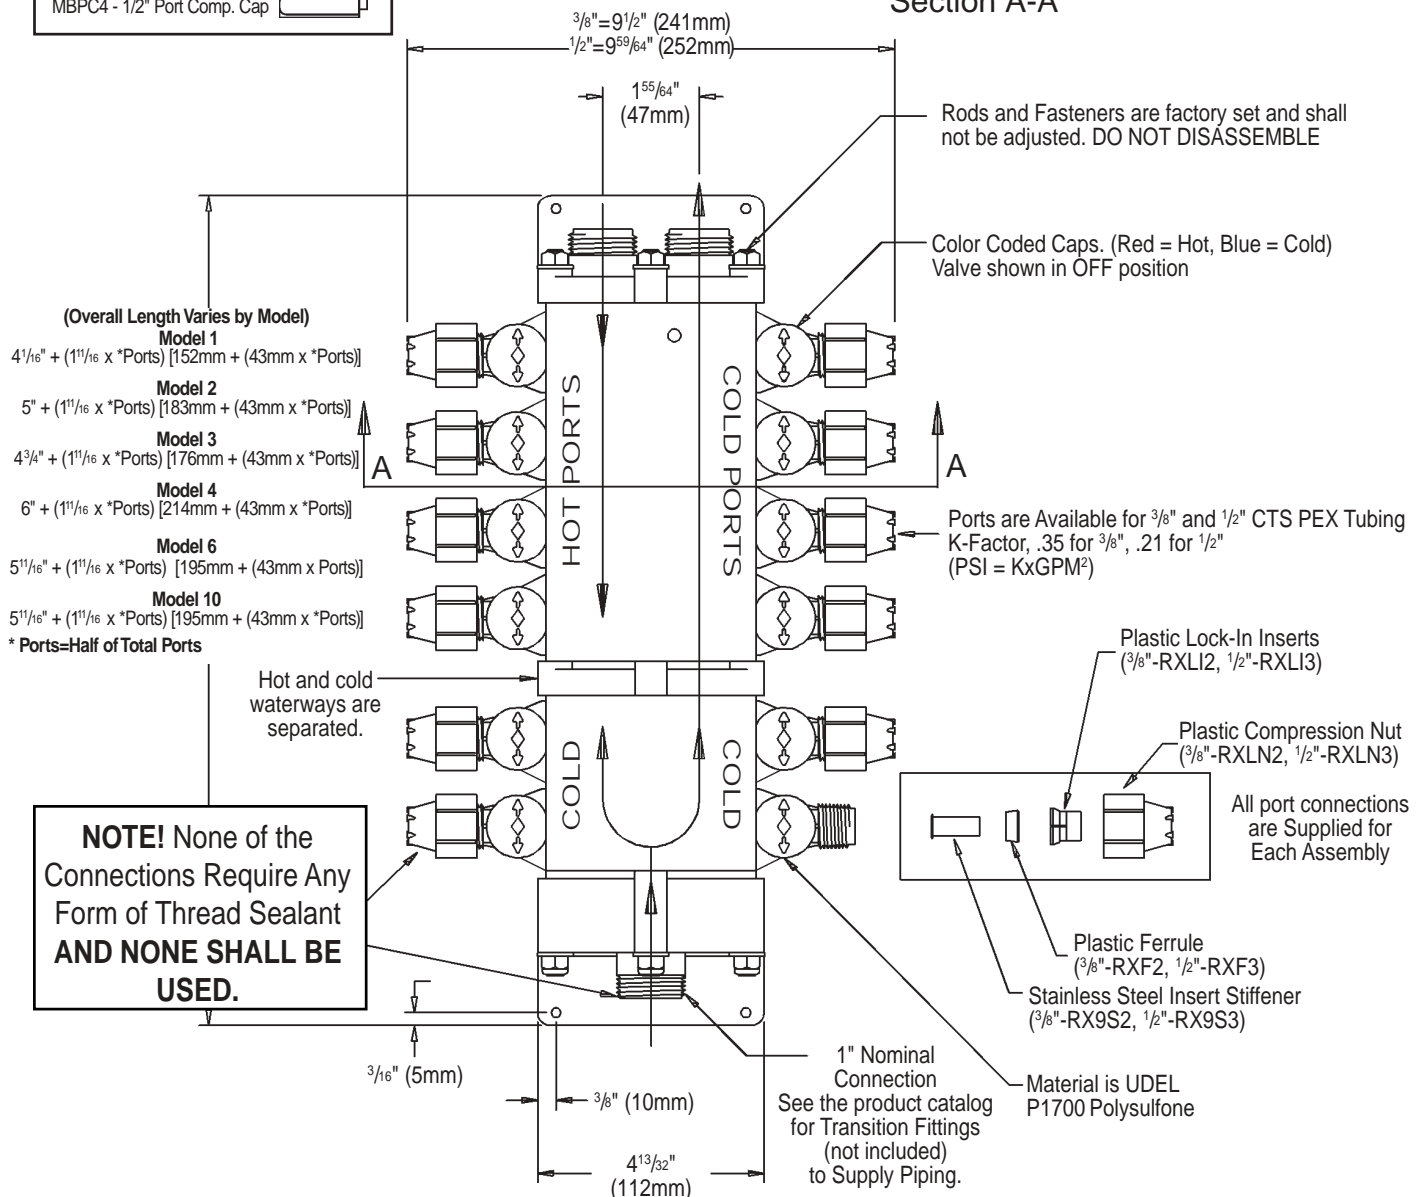 MBPC4 - 1/2" Port Comp. Cap
Section A-A
3/8"=9 1/2" (241mm)
1/2"=9 59/64" (252mm)
1 55/64"
(47mm)
Rods and Fasteners are factory set and shall
not be adjusted. DO NOT DISASSEMBLE
Color Coded Caps. (Red = Hot, Blue = Cold)
Valve shown in OFF position
(Overall Length Varies by Model)
Model 1
4 1/16" + (1 11/16 x *Ports) [152mm + (43mm x *Ports)]
Model 2
5" + (1 11/16 x *Ports) [183mm + (43mm x *Ports)]
Model 3
4 3/4" + (1 11/16 x *Ports) [176mm + (43mm x *Ports)]
Model 4
6" + (1 11/16 x *Ports) [214mm + (43mm x *Ports)]
Model 6
5 11/16" + (1 11/16 x *Ports) [195mm + (43mm x Ports)]
Model 10
5 11/16" + (1 11/16 x *Ports) [195mm + (43mm x *Ports)]
* Ports=Half of Total Ports
HOT PORTS
COLD PORTS
A
A
Ports are Available for 3/8" and 1/2" CTS PEX Tubing
K-Factor, .35 for 3/8", .21 for 1/2"
(PSI = KxGPM²)
Hot and cold
waterways are
separated.
Plastic Lock-In Inserts
(3/8"-RXLI2, 1/2"-RXLI3)
Plastic Compression Nut
(3/8"-RXLN2, 1/2"-RXLN3)
All port connections
are Supplied for
Each Assembly
COLD
COLD
NOTE! None of the
Connections Require Any
Form of Thread Sealant
AND NONE SHALL BE
USED.
Plastic Ferrule
(3/8"-RXF2, 1/2"-RXF3)
Stainless Steel Insert Stiffener
(3/8"-RX9S2, 1/2"-RX9S3)
3/16" (5mm)
3/8" (10mm)
1" Nominal
Connection
See the product catalog
for Transition Fittings
(not included)
to Supply Piping.
Material is UDEL
P1700 Polysulfone
4 13/32"
(112mm)